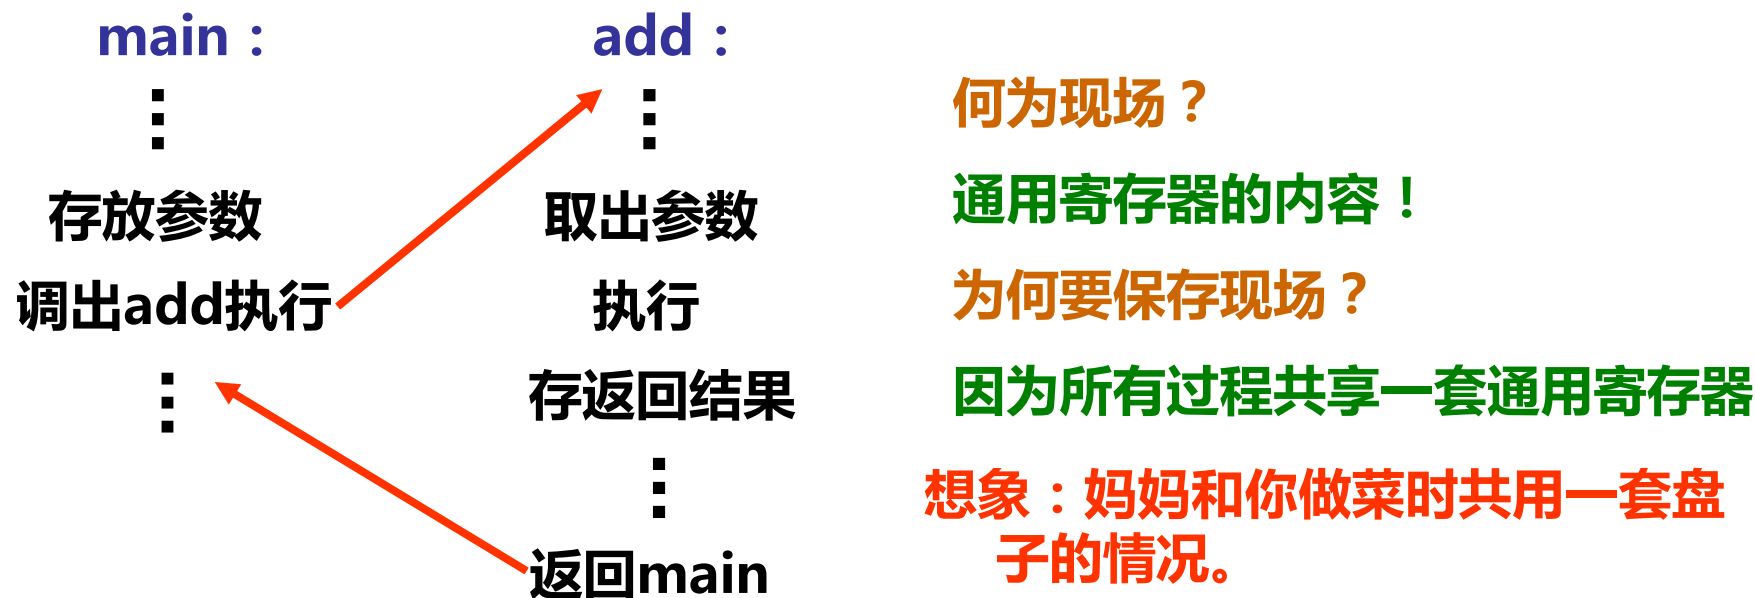 main：
⋮
存放参数
调出add执行
⋮
add：
⋮
取出参数
执行
存返回结果
⋮
返回main
何为现场？
通用寄存器的内容！
为何要保存现场？
因为所有过程共享一套通用寄存器
想象：妈妈和你做菜时共用一套盘
子的情况。